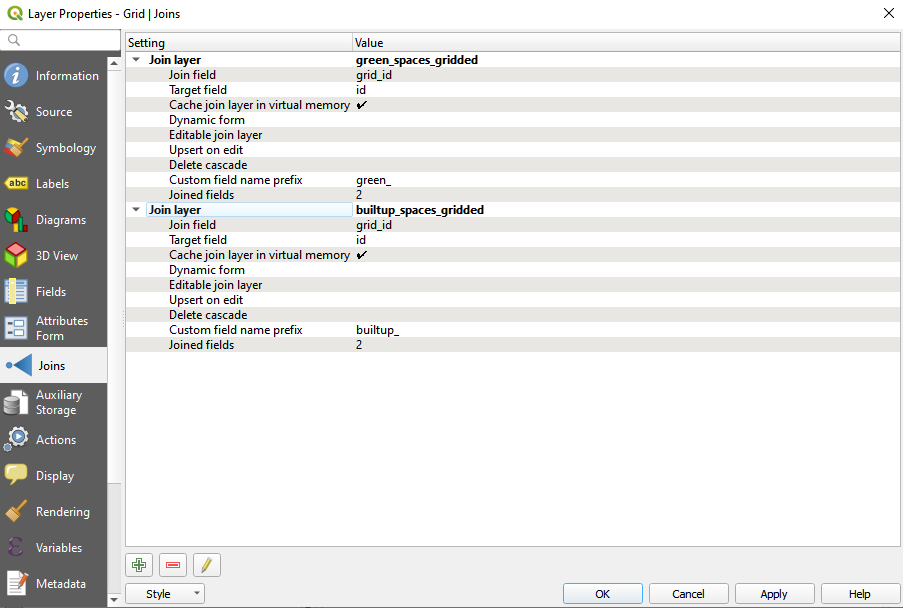 Layer Properties - Grid | Joins
Information
Source
Symbology
abc Labels
Diagrams
3D View
Fields
Attributes
Form
Joins
Auxiliary
Storage
Actions
Display
Rendering
Variables
Metadata
Setting Value
Join layer green_spaces_gridded
Join field grid_id
Target field id
Cache join layer in virtual memory ✔
Dynamic form
Editable join layer
Upsert on edit
Delete cascade
Custom field name prefix green_
Joined fields 2
Join layer builtup_spaces_gridded
Join field grid_id
Target field id
Cache join layer in virtual memory ✔
Dynamic form
Editable join layer
Upsert on edit
Delete cascade
Custom field name prefix builtup_
Joined fields 2
Style OK Cancel Apply Help